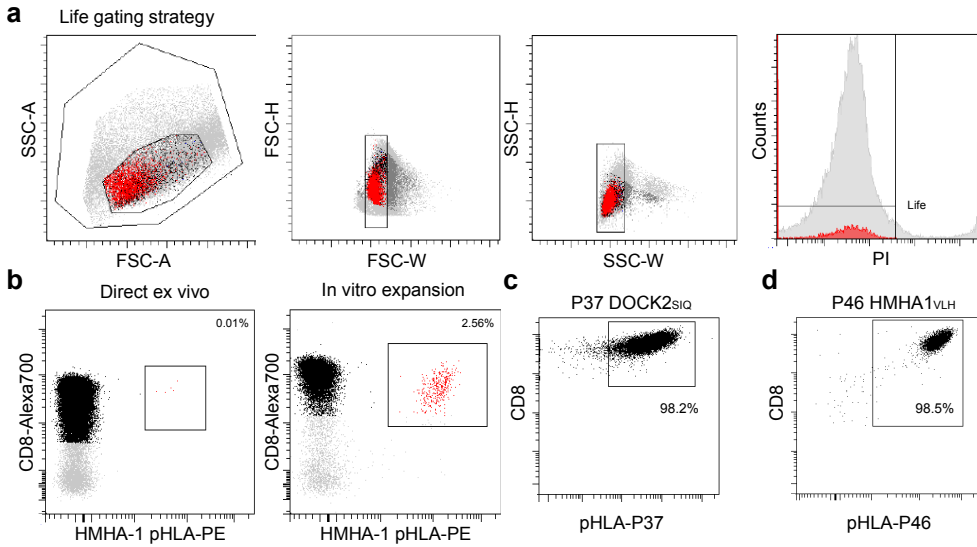 a
Life gating strategy
SSC-A
FSC-A
FSC-H
FSC-W
SSC-H
SSC-W
Counts
Life
PI
b
Direct ex vivo
0.01%
CD8-Alexa700
HMHA-1 pHLA-PE
In vitro expansion
2.56%
CD8-Alexa700
HMHA-1 pHLA-PE
c
P37 DOCK2SIQ
98.2%
CD8
pHLA-P37
d
P46 HMHA1VLH
98.5%
CD8
pHLA-P46